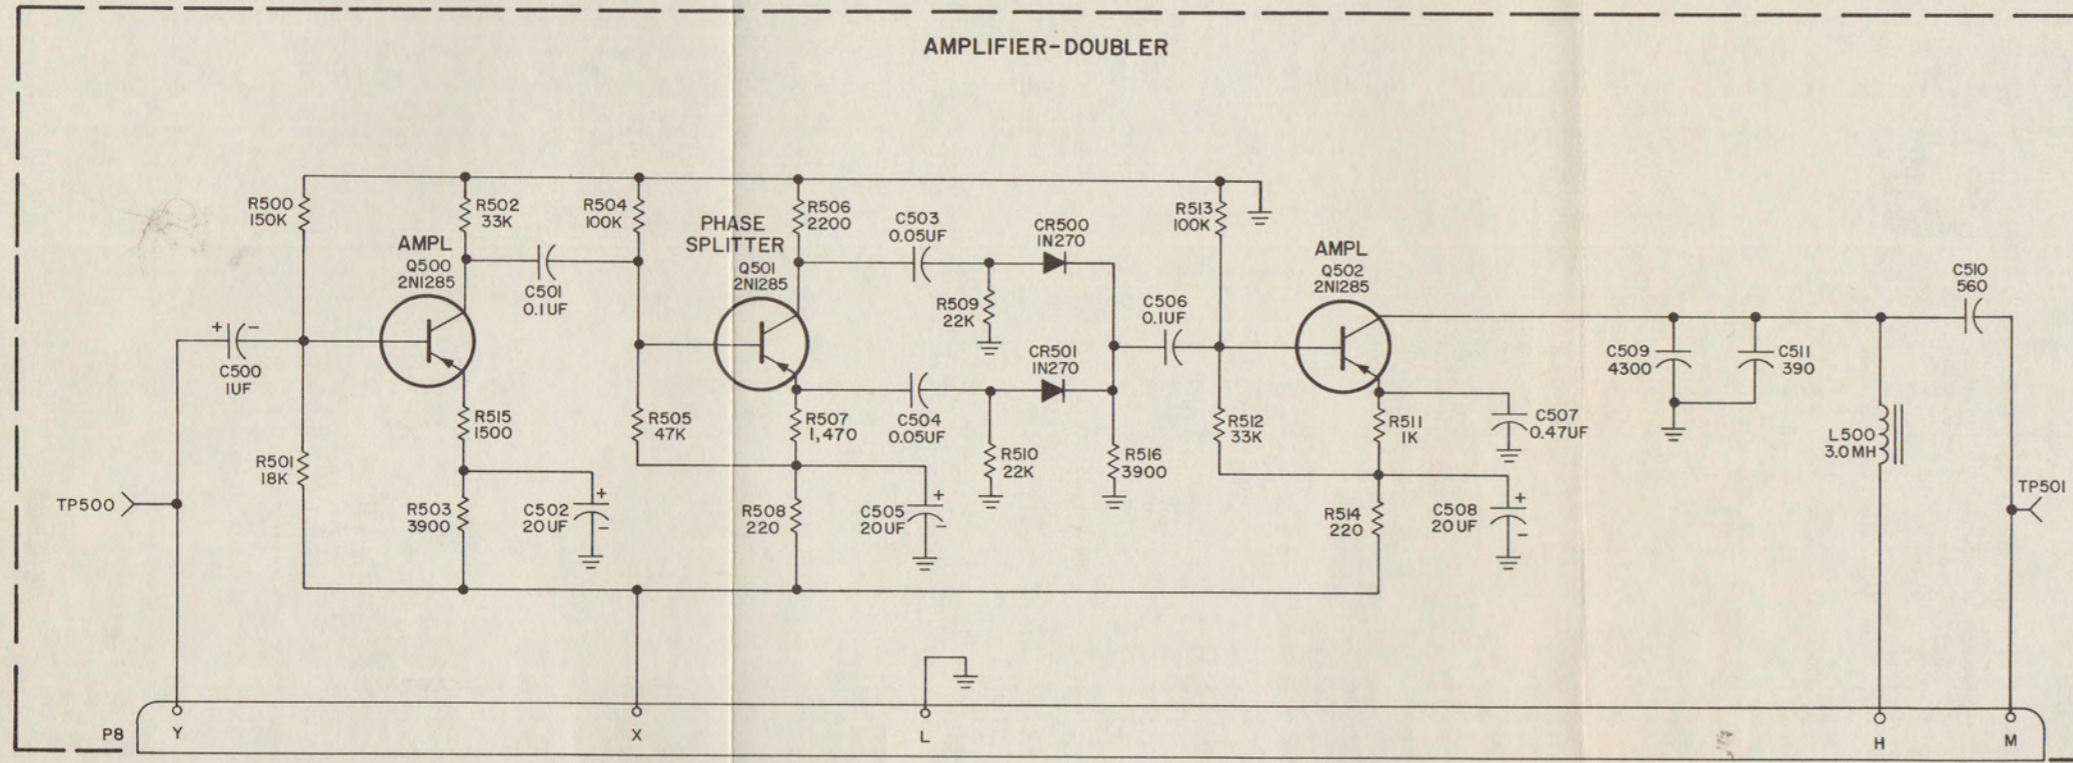 AMPLIFIER-DOUBLER
R500
150K
R502
33K
R504
100K
R506
2200
C503
0.05UF
CR500
1N270
R513
100K
AMPL
Q500
2N1285
PHASE
SPLITTER
Q501
2N1285
AMPL
Q502
2N1285
C510
560
C501
0.1UF
R509
22K
C506
0.1UF
+
-
C500
1UF
CR501
1N270
C509
4300
C511
390
R515
1500
R505
47K
R507
1,470
C504
0.05UF
R512
33K
R511
1K
C507
0.47UF
L500
3.0MH
R501
18K
R510
22K
R516
3900
TP500
R503
3900
C502
20UF
+
-
R508
220
C505
20UF
+
-
R514
220
C508
20UF
+
-
TP501
P8
Y
X
L
H
M